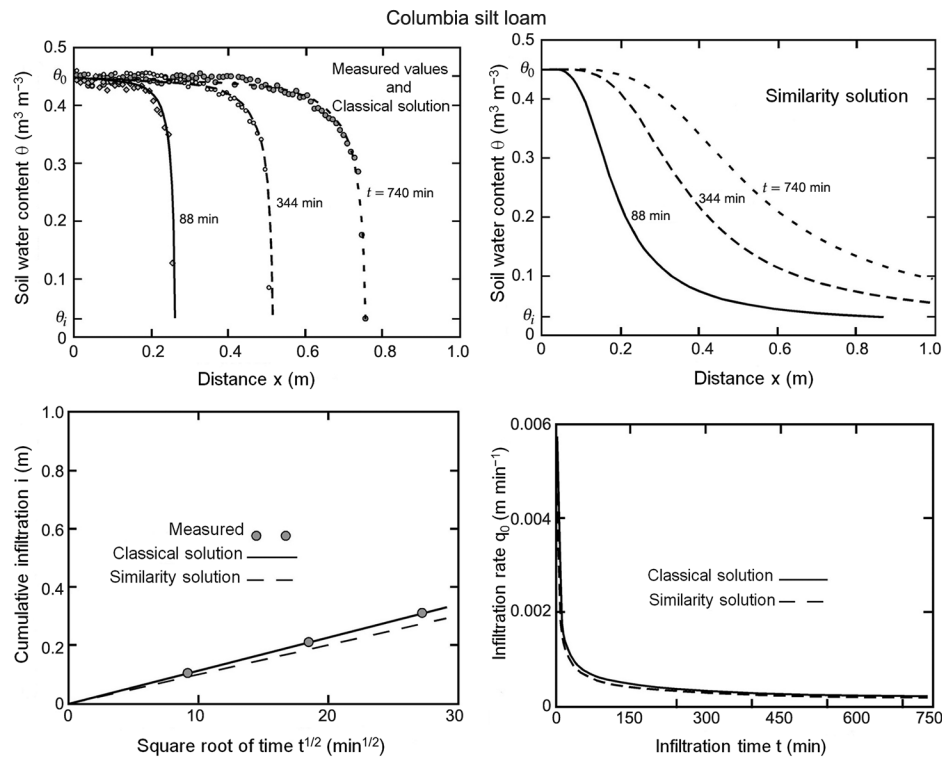 Columbia silt loam
0.5
θ₀
0.4
0.3
0.2
0.1
θᵢ
0
Soil water content θ (m³ m⁻³)
Measured values
and
Classical solution
88 min
344 min
t = 740 min
0
0.2
0.4
0.6
0.8
1.0
Distance x (m)
0.5
θ₀
0.4
0.3
0.2
0.1
θᵢ
0
Soil water content θ (m³ m⁻³)
Similarity solution
88 min
344 min
t = 740 min
0
0.2
0.4
0.6
0.8
1.0
Distance x (m)
1.0
0.8
0.6
0.4
0.2
0
Cumulative infiltration i (m)
Measured
Classical solution
Similarity solution
0
10
20
30
Square root of time t¹/² (min¹/²)
0.006
0.004
0.002
0
Infiltration rate q₀ (m min⁻¹)
Classical solution
Similarity solution
0
150
300
450
600
750
Infiltration time t (min)